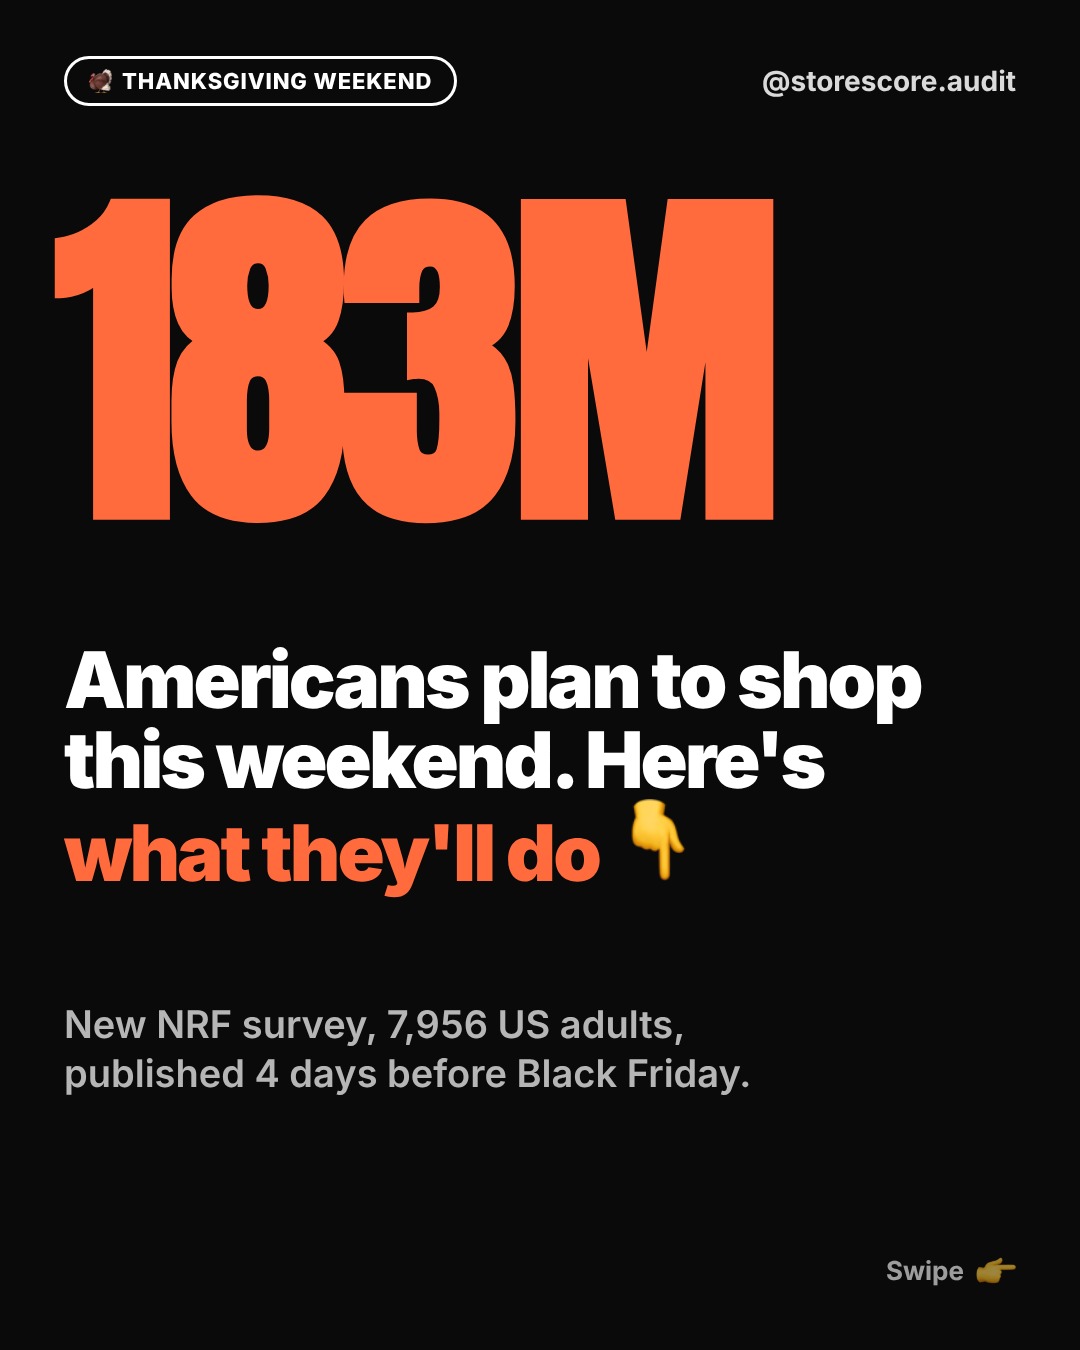 🦃 THANKSGIVING WEEKEND
@storescore.audit
183M
Americans plan to shop
this weekend. Here's
what they'll do 👇
New NRF survey, 7,956 US adults,
published 4 days before Black Friday.
Swipe 👉